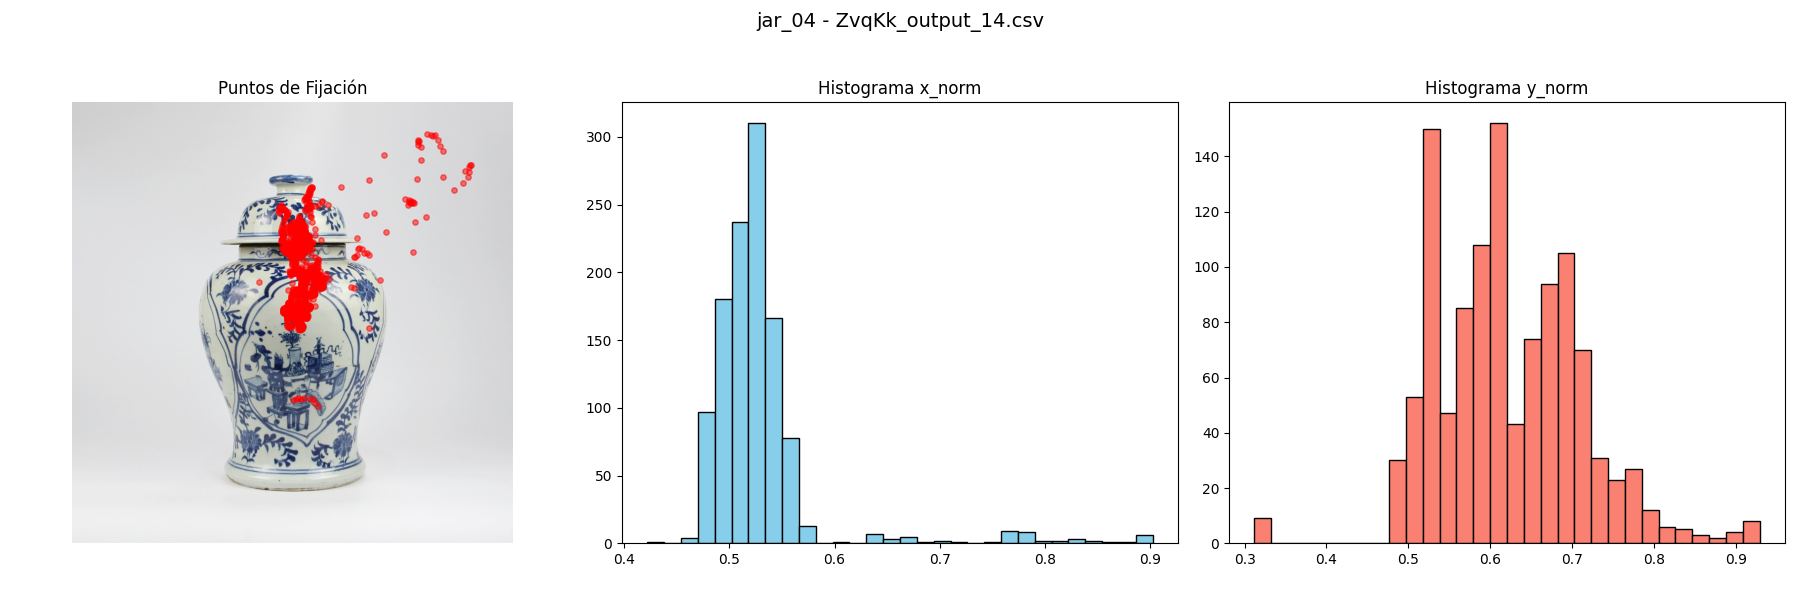 jar_04 - ZvqKk_output_14.csv
Puntos de Fijación
Histograma x_norm
300
250
200
150
100
50
0
0.4 0.5 0.6 0.7 0.8 0.9
Histograma y_norm
140
120
100
80
60
40
20
0
0.3 0.4 0.5 0.6 0.7 0.8 0.9